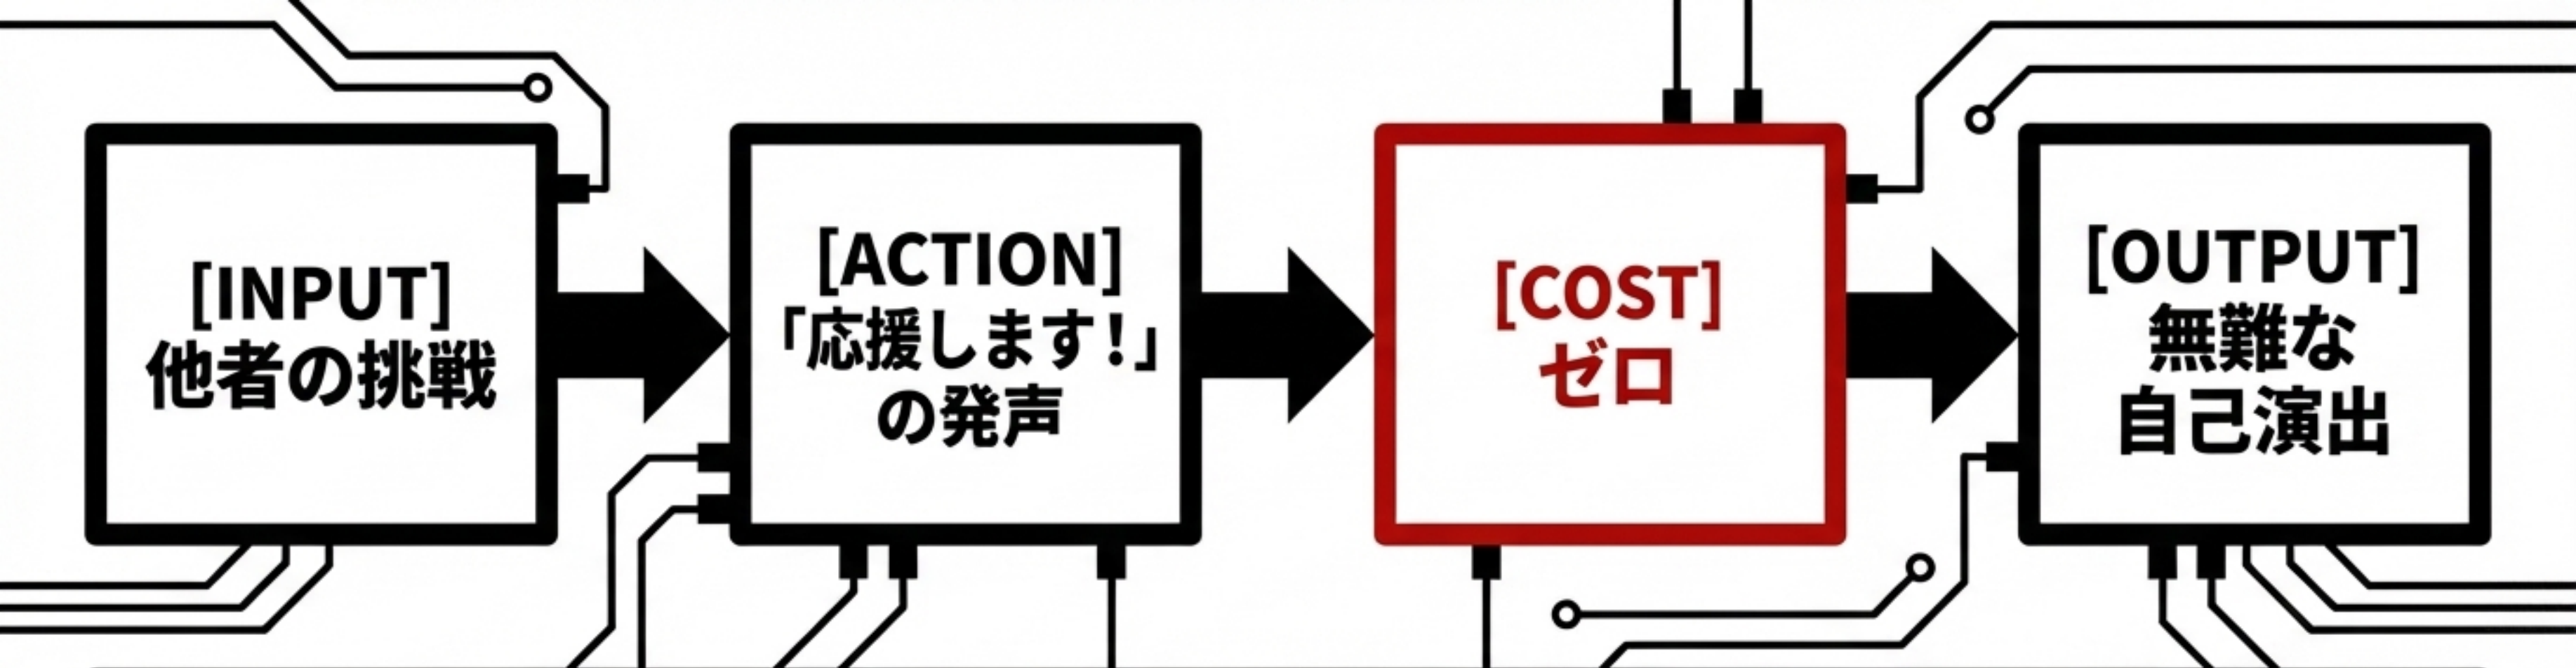 [INPUT]
他者の挑戦
[ACTION]
「応援します!」
の発声
[COST]
ゼロ
[OUTPUT]
無難な
自己演出